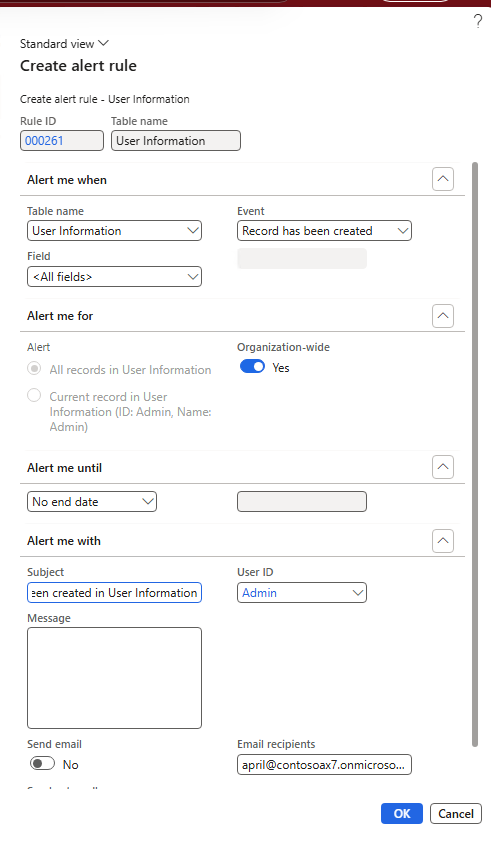 ?
Standard view
Create alert rule
Create alert rule - User Information
Rule ID
Table name
000261
User Information
Alert me when
Table name
Event
User Information
Record has been created
Field
<All fields>
Alert me for
Alert
Organization-wide
All records in User Information
Yes
Current record in User
Information (ID: Admin, Name:
Admin)
Alert me until
No end date
Alert me with
Subject
User ID
een created in User Information
Admin
Message
Send email
Email recipients
No
april@contosoax7.onmicroso...
OK
Cancel